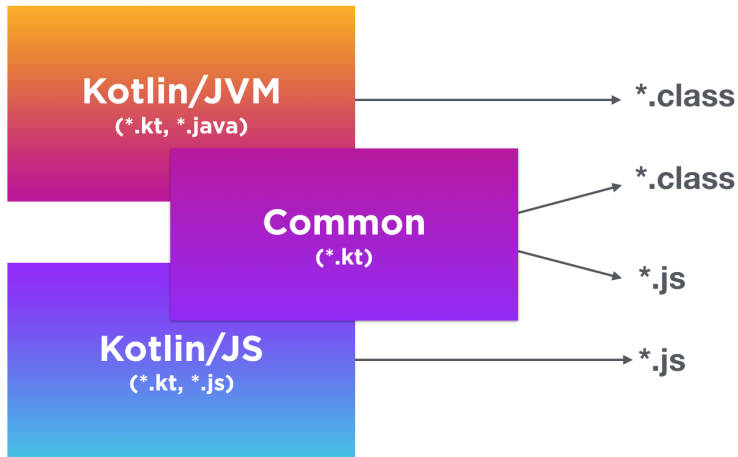 Kotlin/JVM
(*.kt, *.java)
*.class
*.class
Common
(*.kt)
*.js
Kotlin/JS
(*.kt, *.js)
*.js